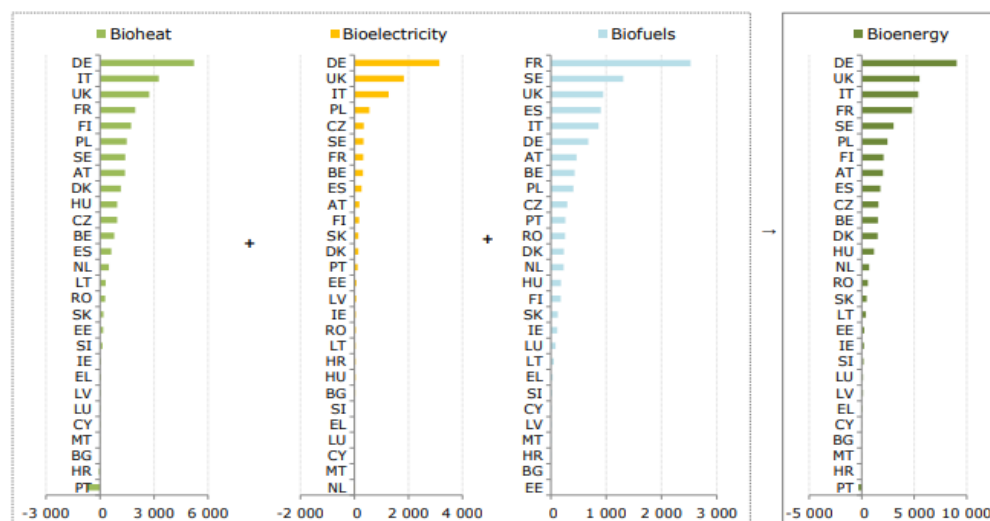 Bioheat
DE
IT
UK
FR
FI
PL
SE
AT
DK
HU
CZ
BE
ES
NL
LT
RO
SK
EE
SI
IE
EL
LV
LU
CY
MT
BG
HR
PT
-3 000 0 3 000 6 000
+
Bioelectricity
DE
UK
IT
PL
CZ
SE
FR
BE
ES
AT
FI
SK
DK
PT
EE
LV
IE
RO
LT
HR
HU
BG
SI
EL
LU
CY
MT
NL
-2 000 0 2 000 4 000
+
Biofuels
FR
SE
UK
ES
IT
DE
AT
BE
PL
CZ
PT
RO
DK
NL
HU
FI
SK
IE
LU
LT
EL
SI
CY
LV
MT
HR
BG
EE
0 1 000 2 000 3 000
→
Bioenergy
DE
UK
IT
FR
SE
PL
FI
AT
ES
CZ
BE
DK
HU
NL
RO
SK
LT
EE
IE
SI
LU
LV
EL
CY
BG
MT
HR
PT
-5 000 0 5 000 10 000